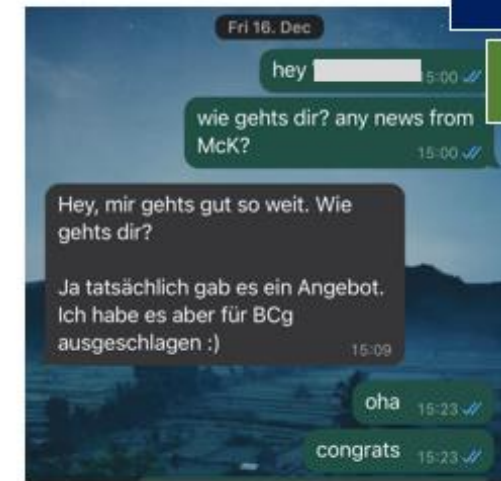 Fri 16. Dec
hey
15:00
wie gehts dir? any news from
McK?
15:00
Hey, mir gehts gut so weit. Wie
gehts dir?
Ja tatsächlich gab es ein Angebot.
Ich habe es aber für BCg
ausgeschlagen :)
15:09
oha 15:23
congrats 15:23